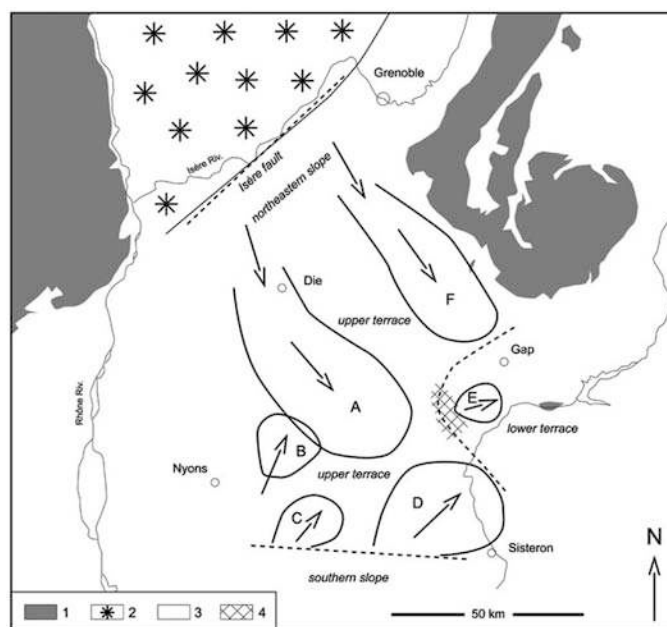 Grenoble
Isère Riv.
Isère fault
northeastern slope
Die
F
upper terrace
Gap
A
E
Rhône Riv.
lower terrace
B
upper terrace
Nyons
C
D
Sisteron
southern slope
N
1 2 3 4 50 km